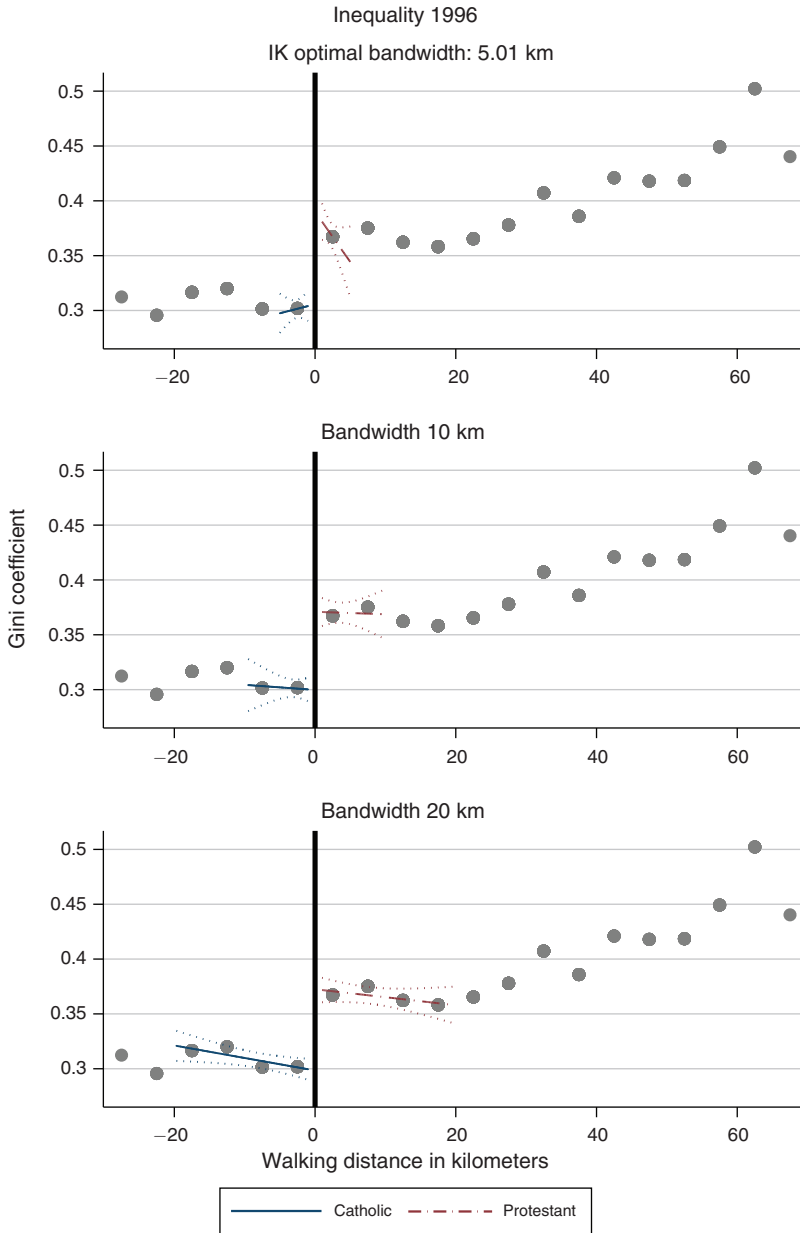 Inequality 1996
IK optimal bandwidth: 5.01 km
0.5
0.45
0.4
0.35
0.3
−20 0 20 40 60
Bandwidth 10 km
Gini coefficient
0.5
0.45
0.4
0.35
0.3
−20 0 20 40 60
Bandwidth 20 km
0.5
0.45
0.4
0.35
0.3
−20 0 20 40 60
Walking distance in kilometers
Catholic Protestant